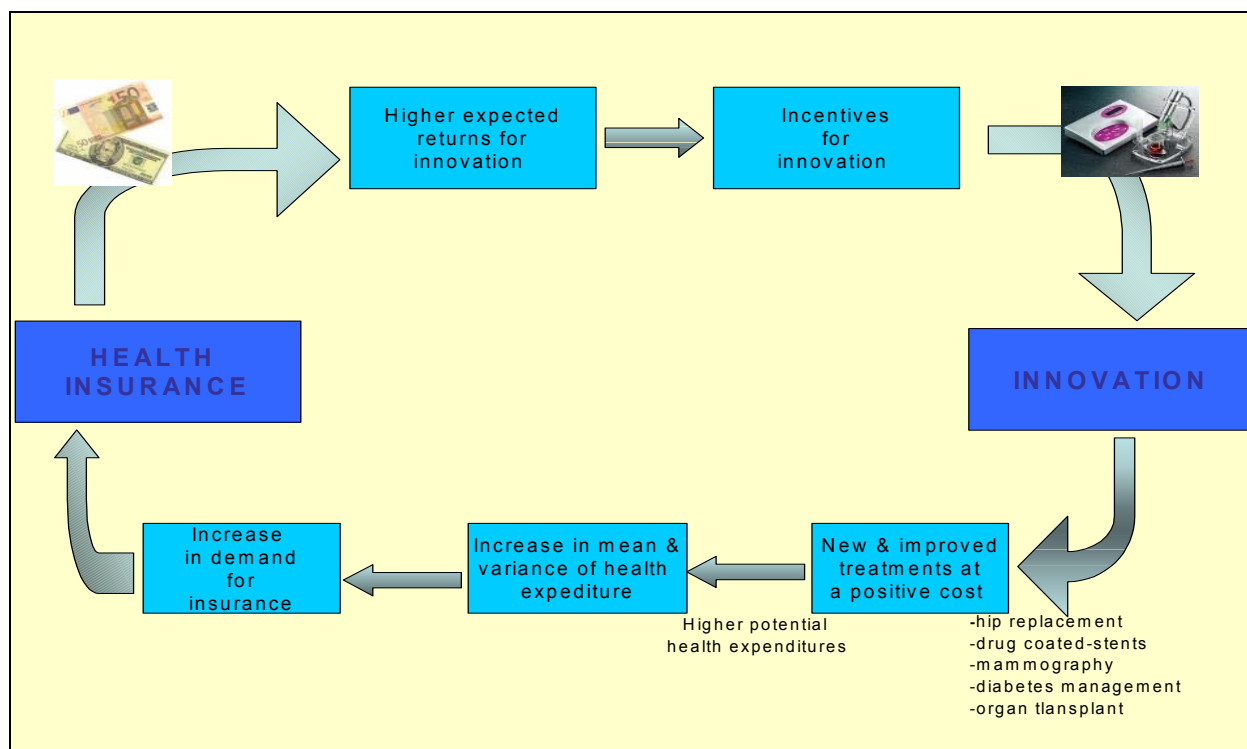 Higher expected
returns for
innovation
Incentives
for
innovation
HEALTH
INSURANCE
INNOVATION
Increase
in demand
for
insurance
Increase in mean &
variance of health
expediture
New & improved
treatments at
a positive cost
Higher potential
health expenditures
-hip replacement
-drug coated-stents
-mammography
-diabetes management
-organ tlansplant